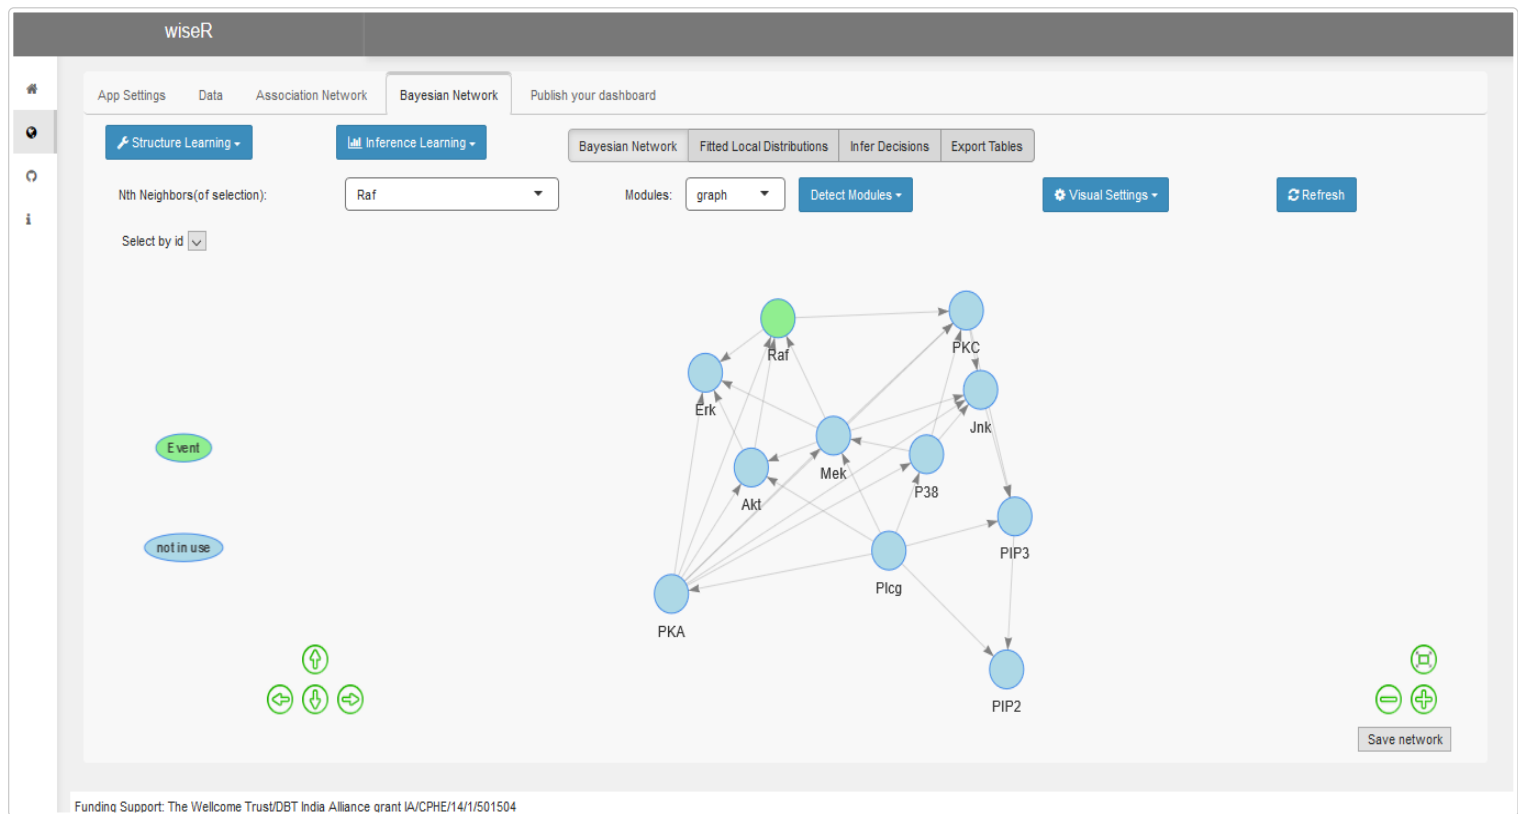 wiseR
App Settings Data Association Network Bayesian Network Publish your dashboard
Structure Learning Inference Learning Bayesian Network Fitted Local Distributions Infer Decisions Export Tables
Nth Neighbors(of selection): Raf Modules: graph Detect Modules Visual Settings Refresh
Select by id
Raf
PKC
Erk
Jnk
Event
Mek
P38
Akt
not in use
PIP3
Plcg
PKA
PIP2
Save network
Funding Support: The Wellcome Trust/DBT India Alliance grant IA/CPHE/14/1/501504